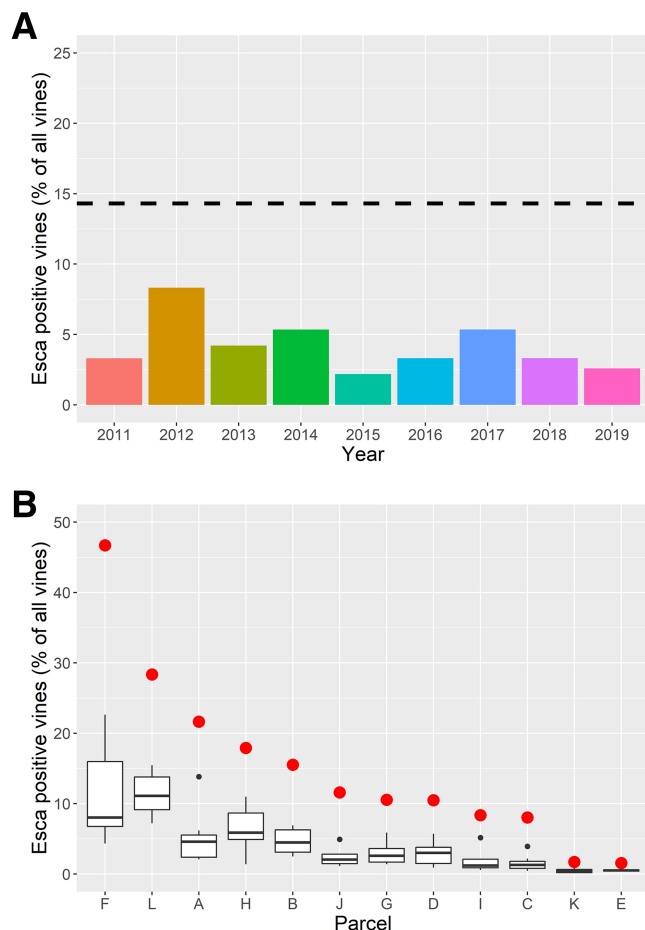 A
Esca positive vines (% of all vines)
25
20
15
10
5
0
2011 2012 2013 2014 2015 2016 2017 2018 2019
Year
B
Esca positive vines (% of all vines)
50
40
30
20
10
0
F L A H B J G D I C K E
Parcel